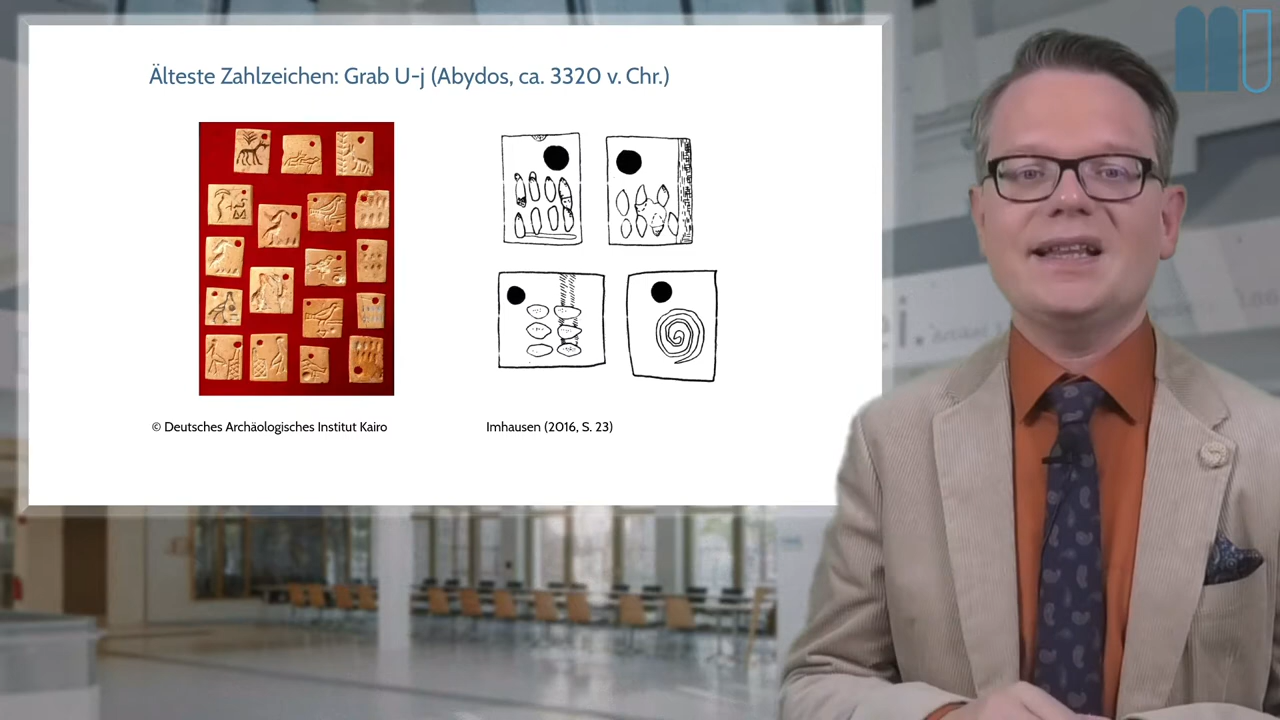 Älteste Zahlzeichen: Grab U-j (Abydos, ca. 3320 v. Chr.)
© Deutsches Archäologisches Institut Kairo
Imhausen (2016, S. 23)